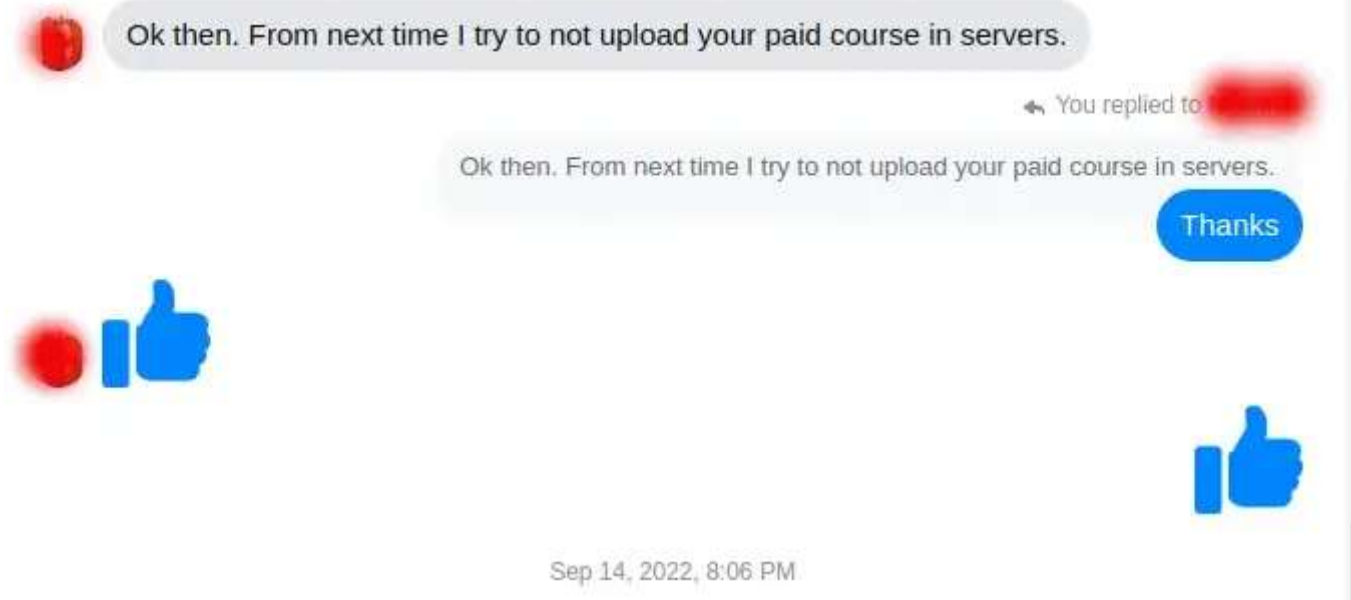 Ok then. From next time I try to not upload your paid course in servers.
You replied to
Ok then. From next time I try to not upload your paid course in servers.
Thanks
Sep 14, 2022, 8:06 PM